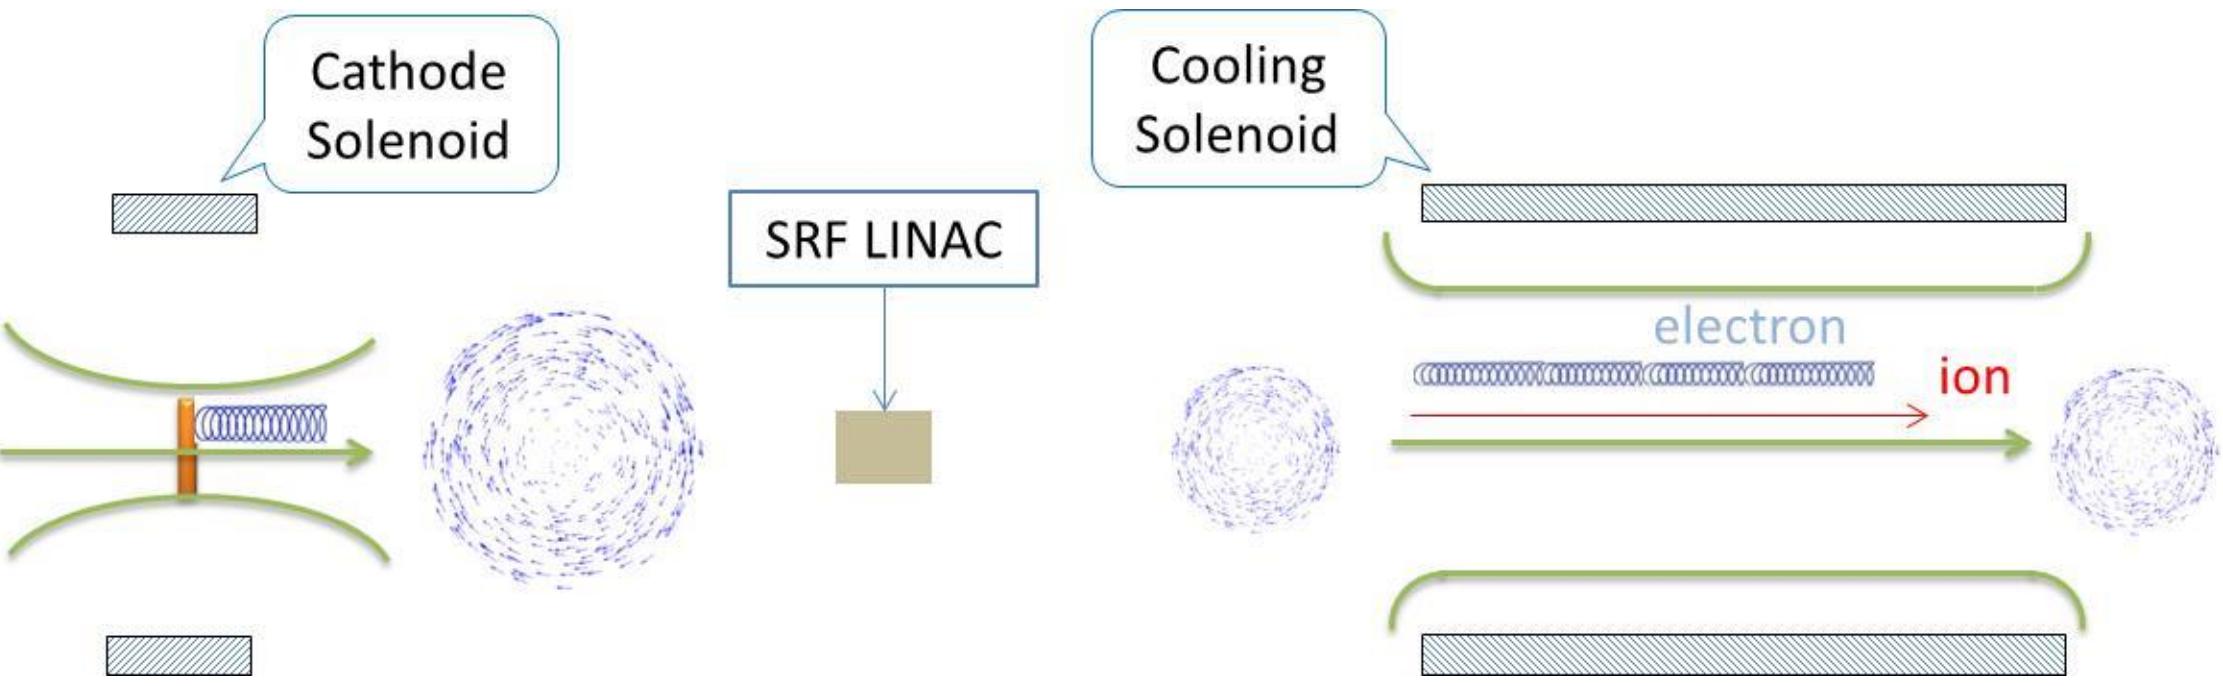 Cathode
Solenoid
SRF LINAC
Cooling
Solenoid
electron
ion